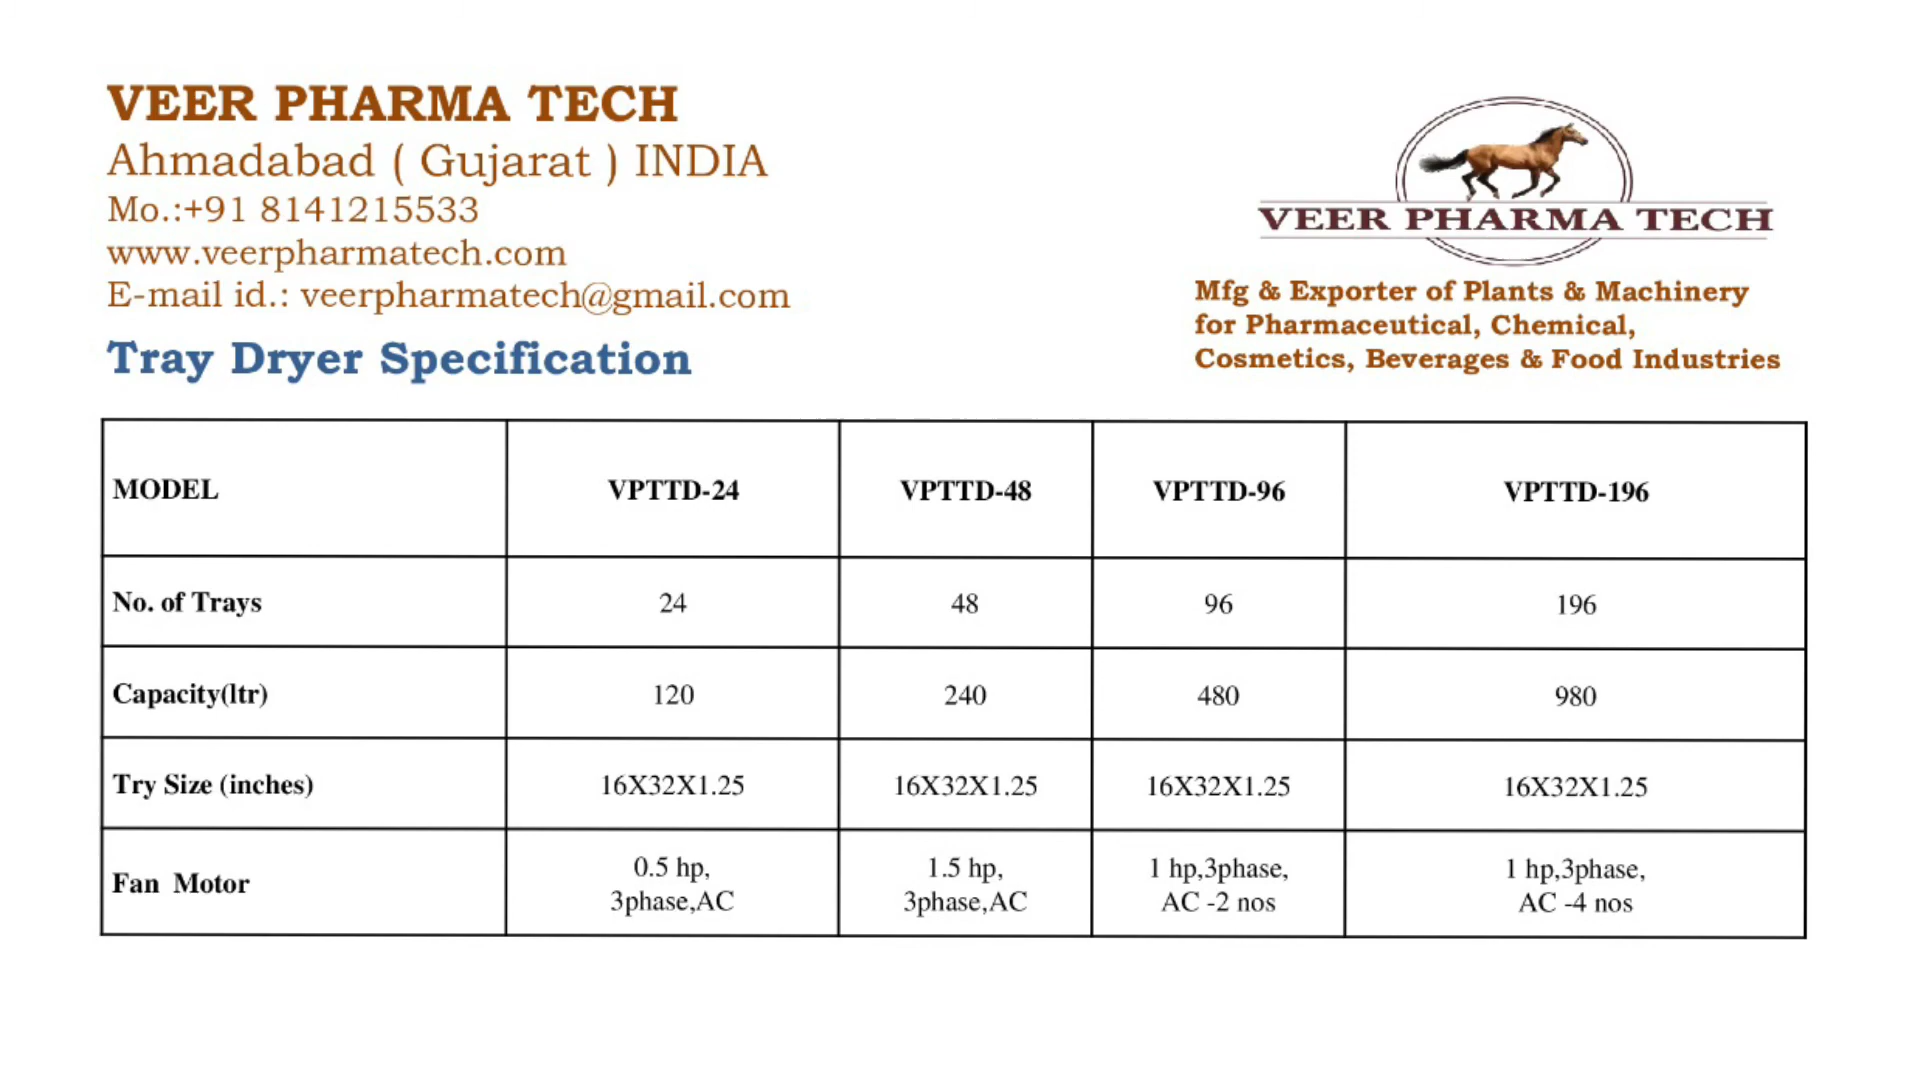 VEER PHARMA TECH
Ahmadabad ( Gujarat ) INDIA
Mo.:+91 8141215533
www.veerpharmatech.com
E-mail id.: veerpharmatech@gmail.com
Tray Dryer Specification
VEER PHARMA TECH
Mfg & Exporter of Plants & Machinery
for Pharmaceutical, Chemical,
Cosmetics, Beverages & Food Industries
MODEL VPTTD-24 VPTTD-48 VPTTD-96 VPTTD-196
No. of Trays 24 48 96 196
Capacity(ltr) 120 240 480 980
Try Size (inches) 16X32X1.25 16X32X1.25 16X32X1.25 16X32X1.25
Fan Motor 0.5 hp, 1.5 hp, 1 hp,3phase, 1 hp,3phase,
3phase,AC 3phase,AC AC -2 nos AC -4 nos